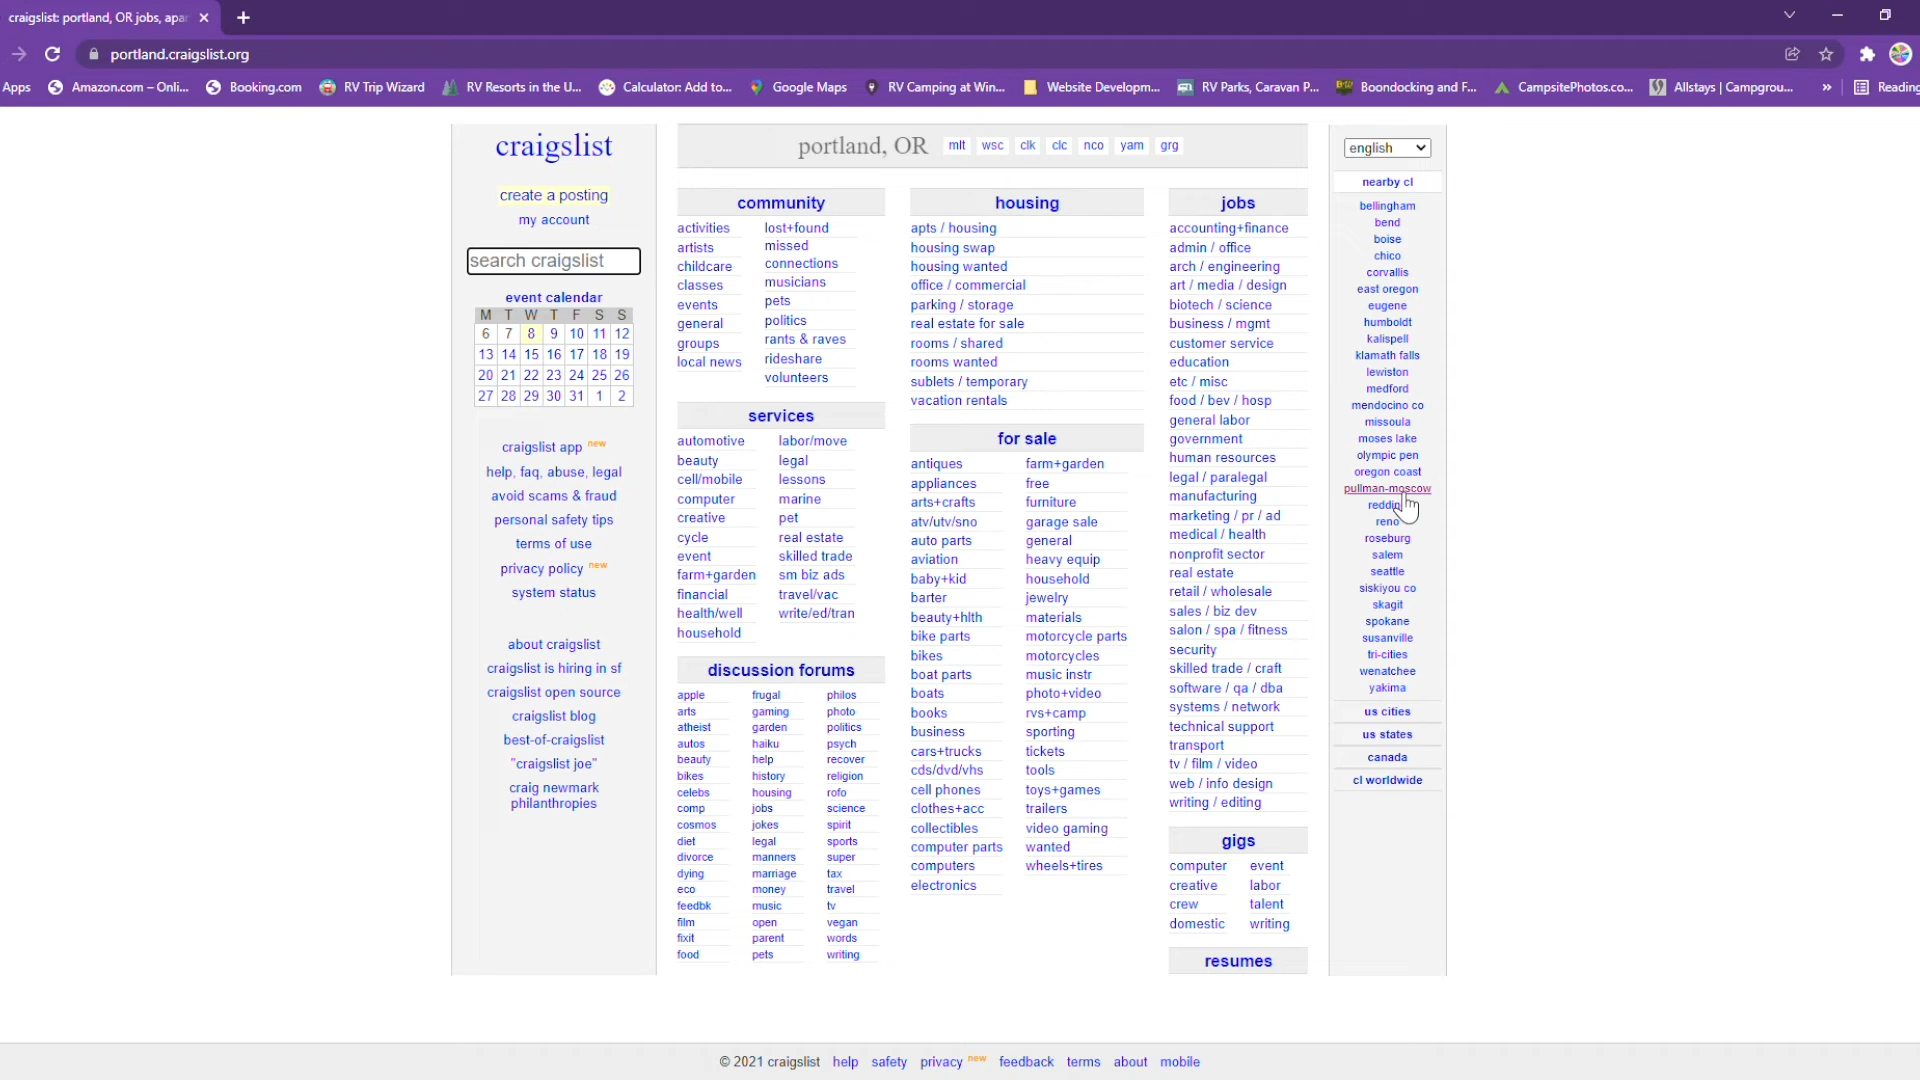 craigslist: portland, OR jobs, apar
portland.craigslist.org
Apps Amazon.com – Onli... Booking.com RV Trip Wizard RV Resorts in the U... Calculator: Add to... Google Maps RV Camping at Win... Website Developm... RV Parks, Caravan P... Boondocking and F... CampsitePhotos.co... Allstays | Campgrou... » Reading
craigslist
create a posting
my account
search craigslist
event calendar
M T W T F S S
6 7 8 9 10 11 12
13 14 15 16 17 18 19
20 21 22 23 24 25 26
27 28 29 30 31 1 2
craigslist app new
help, faq, abuse, legal
avoid scams & fraud
personal safety tips
terms of use
privacy policy new
system status
about craigslist
craigslist is hiring in sf
craigslist open source
craigslist blog
best-of-craigslist
"craigslist joe"
craig newmark
philanthropies
portland, OR mlt wsc clk clc nco yam grg
community
activities
artists
childcare
classes
events
general
groups
local news
lost+found
missed
connections
musicians
pets
politics
rants & raves
rideshare
volunteers
services
automotive
beauty
cell/mobile
computer
creative
cycle
event
farm+garden
financial
health/well
household
labor/move
legal
lessons
marine
pet
real estate
skilled trade
sm biz ads
travel/vac
write/ed/tran
discussion forums
apple
arts
atheist
autos
beauty
bikes
celebs
comp
cosmos
diet
divorce
dying
eco
feedbk
film
fixit
food
frugal
gaming
garden
haiku
help
history
housing
jobs
jokes
legal
manners
marriage
money
music
open
parent
pets
philos
photo
politics
psych
recover
religion
rofo
science
spirit
sports
super
tax
travel
tv
vegan
words
writing
housing
apts / housing
housing swap
housing wanted
office / commercial
parking / storage
real estate for sale
rooms / shared
rooms wanted
sublets / temporary
vacation rentals
for sale
antiques
appliances
arts+crafts
atv/utv/sno
auto parts
aviation
baby+kid
barter
beauty+hlth
bike parts
bikes
boat parts
boats
books
business
cars+trucks
cds/dvd/vhs
cell phones
clothes+acc
collectibles
computer parts
computers
electronics
farm+garden
free
furniture
garage sale
general
heavy equip
household
jewelry
materials
motorcycle parts
motorcycles
music instr
photo+video
rvs+camp
sporting
tickets
tools
toys+games
trailers
video gaming
wanted
wheels+tires
jobs
accounting+finance
admin / office
arch / engineering
art / media / design
biotech / science
business / mgmt
customer service
education
etc / misc
food / bev / hosp
general labor
government
human resources
legal / paralegal
manufacturing
marketing / pr / ad
medical / health
nonprofit sector
real estate
retail / wholesale
sales / biz dev
salon / spa / fitness
security
skilled trade / craft
software / qa / dba
systems / network
technical support
transport
tv / film / video
web / info design
writing / editing
gigs
computer
creative
crew
domestic
event
labor
talent
writing
resumes
english
nearby cl
bellingham
bend
boise
chico
corvallis
east oregon
eugene
humboldt
kalispell
klamath falls
lewiston
medford
mendocino co
missoula
moses lake
olympic pen
oregon coast
pullman-moscow
reddin
reno
roseburg
salem
seattle
siskiyou co
skagit
spokane
susanville
tri-cities
wenatchee
yakima
us cities
us states
canada
cl worldwide
© 2021 craigslist help safety privacy new feedback terms about mobile